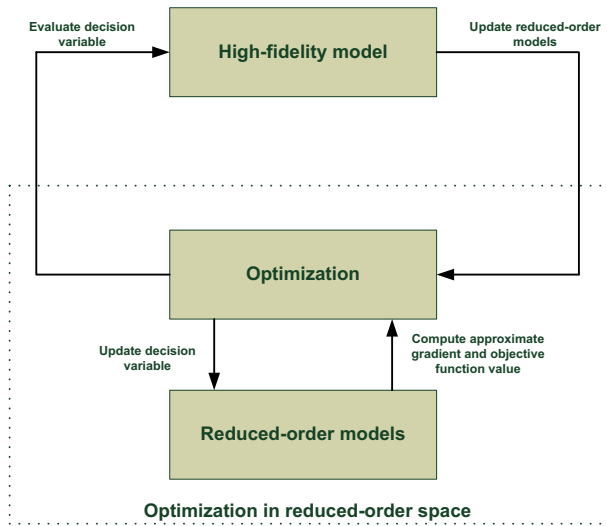 Evaluate decision
variable
High-fidelity model
Update reduced-order
models
Optimization
Update decision
variable
Compute approximate
gradient and objective
function value
Reduced-order models
Optimization in reduced-order space